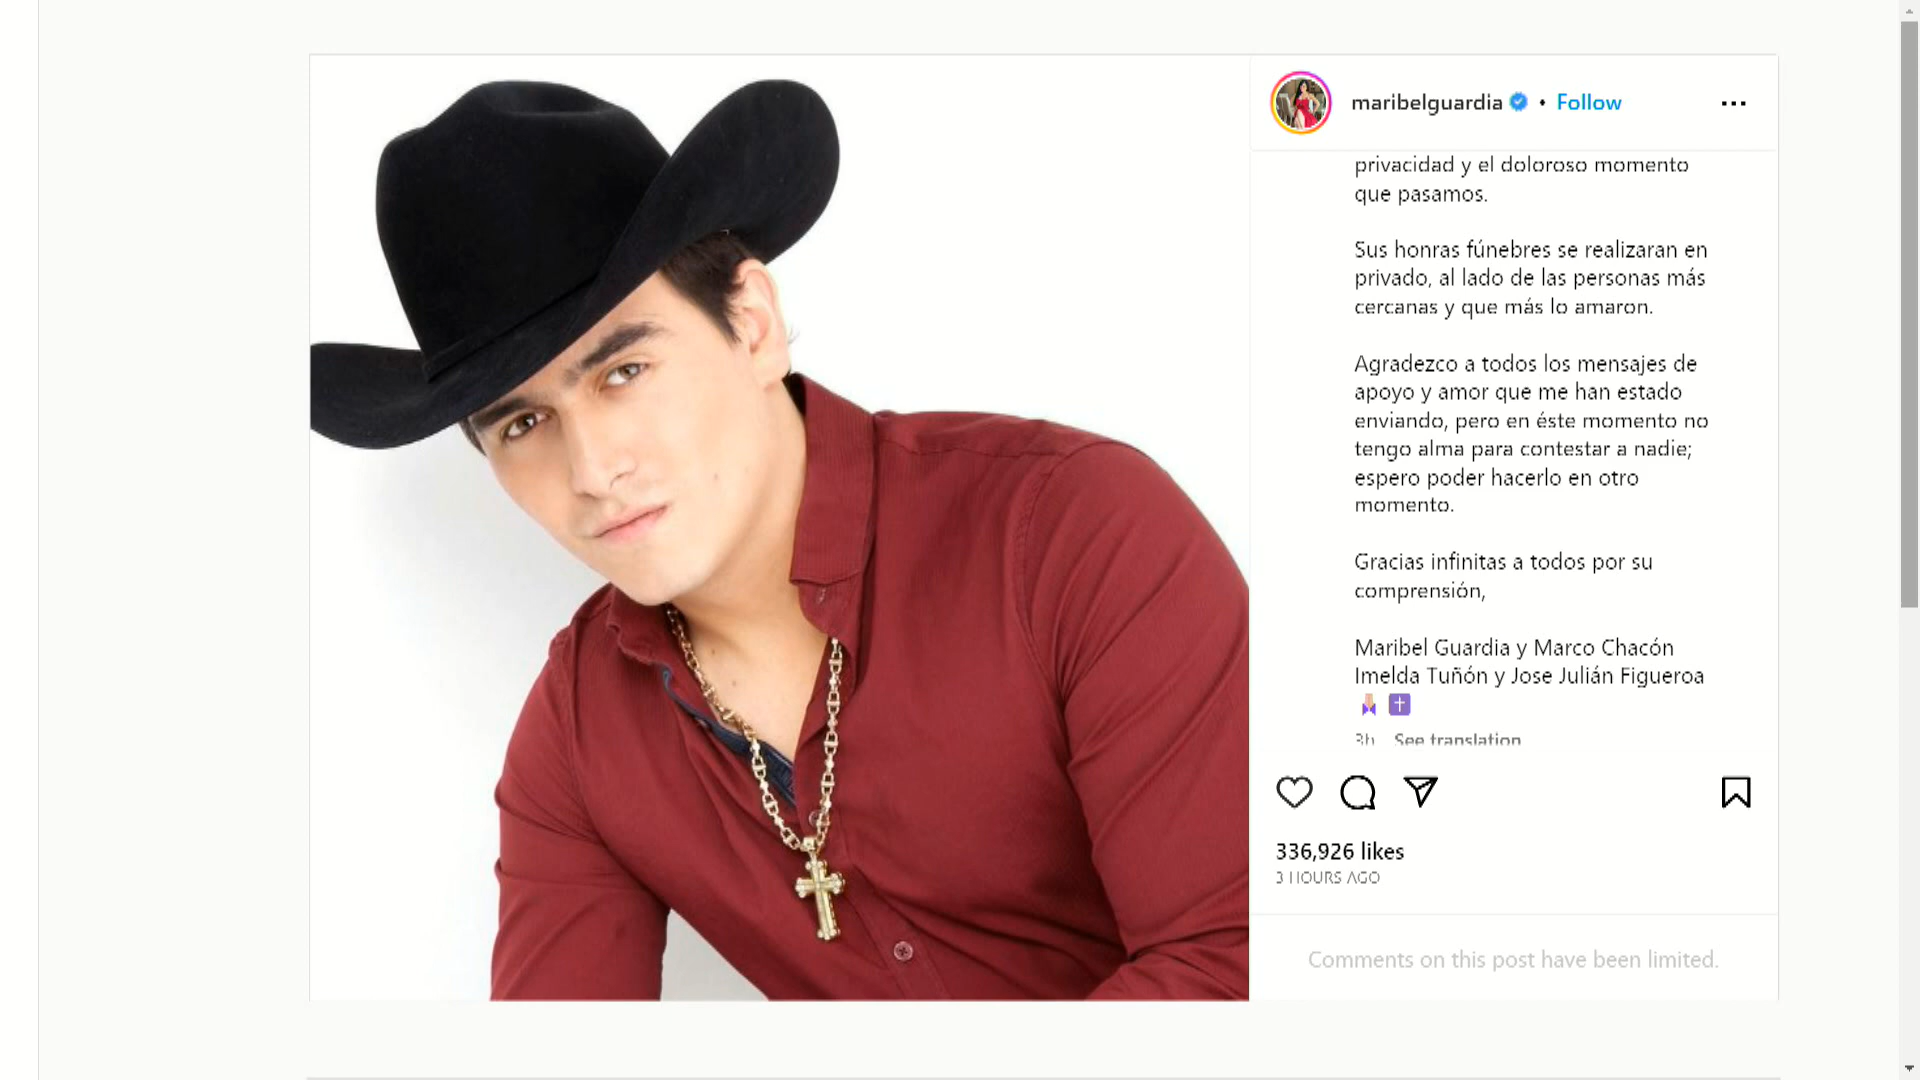 maribelguardia • Follow
privacidad y el doloroso momento
que pasamos.
Sus honras fúnebres se realizaran en
privado, al lado de las personas más
cercanas y que más lo amaron.
Agradezco a todos los mensajes de
apoyo y amor que me han estado
enviando, pero en éste momento no
tengo alma para contestar a nadie;
espero poder hacerlo en otro
momento.
Gracias infinitas a todos por su
comprensión,
Maribel Guardia y Marco Chacón
Imelda Tuñón y Jose Julián Figueroa
3h See translation
336,926 likes
3 HOURS AGO
Comments on this post have been limited.